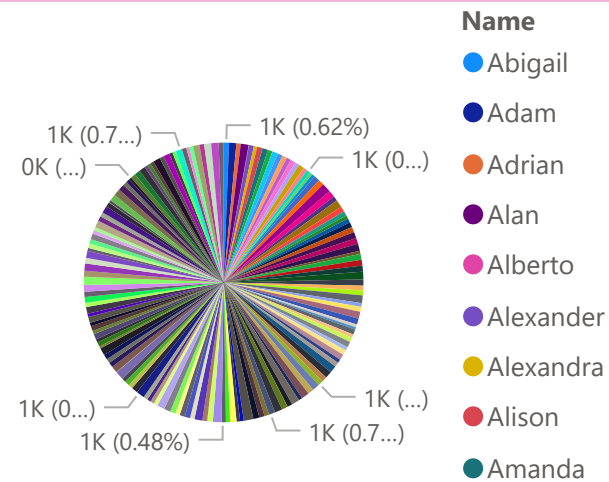 Name
Abigail
Adam
Adrian
Alan
Alberto
Alexander
Alexandra
Alison
Amanda
1K (0.62%)
1K (0...)
1K (...)
1K (0.7...)
1K (0.48%)
1K (0...)
0K (...)
1K (0.7...)